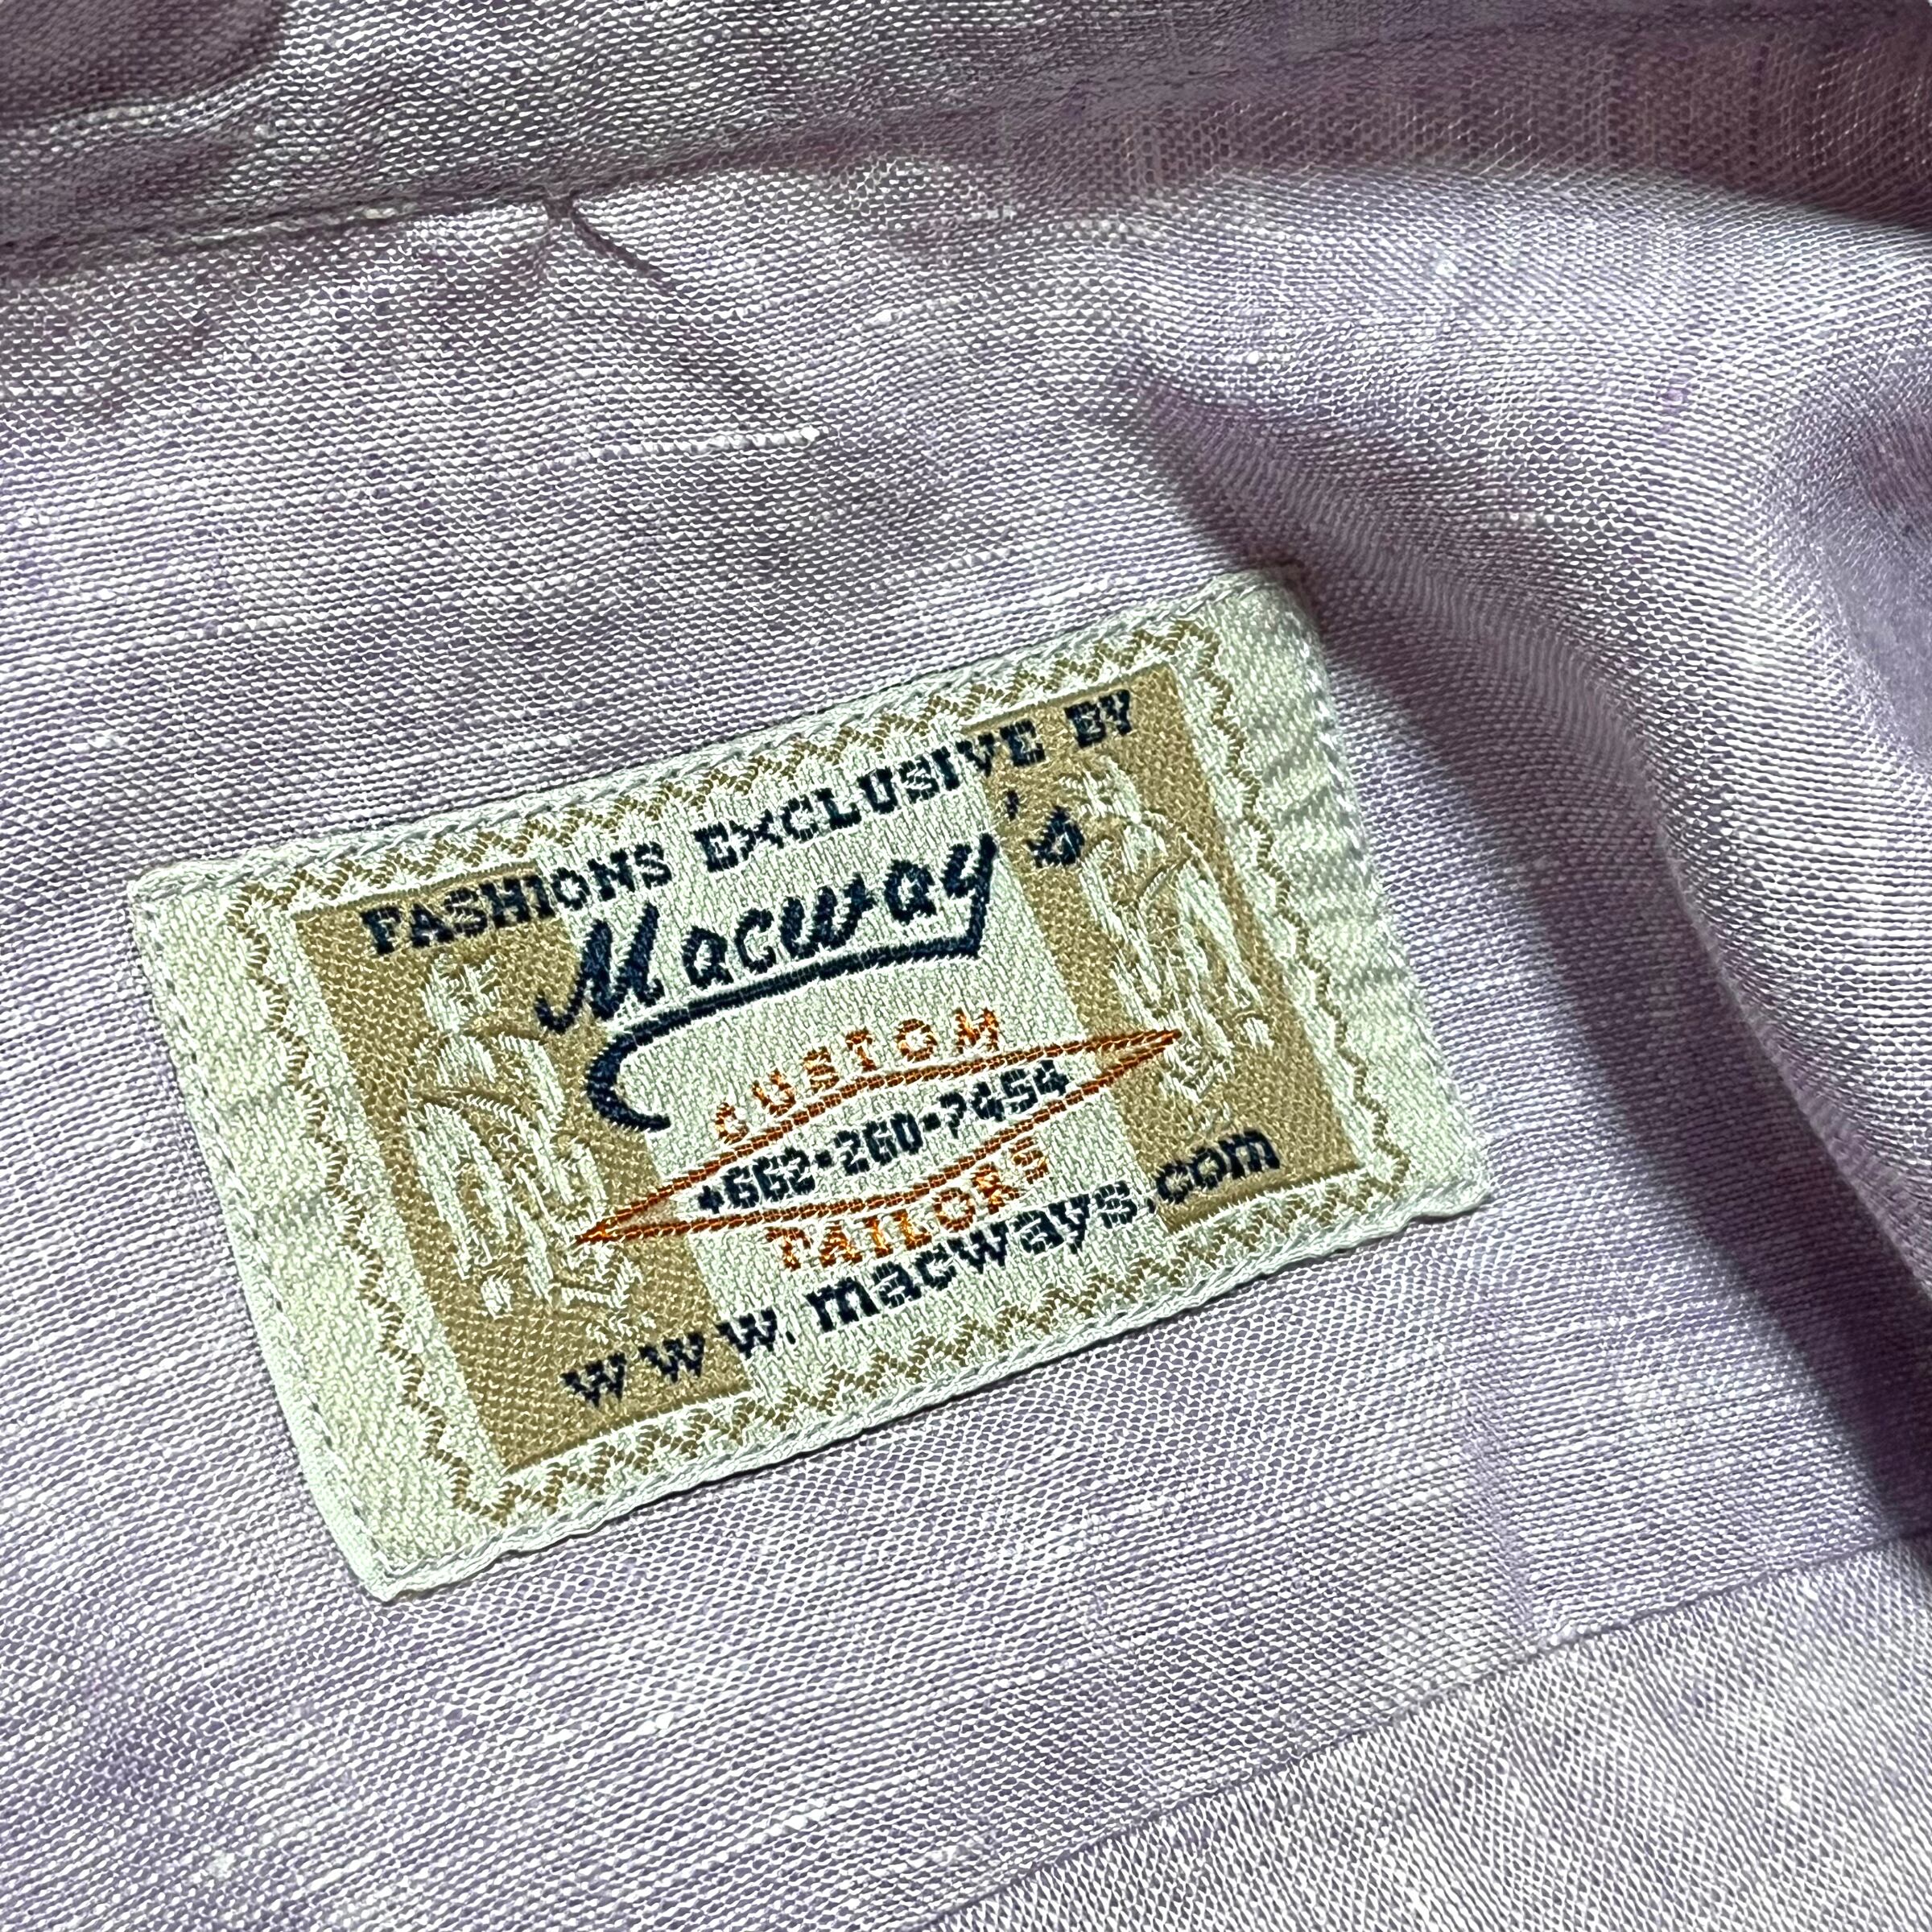 FASHIONS EXCLUSIVE BY
Macway's
CUSTOM
+662-260-7454
TAILORS
www.macways.com